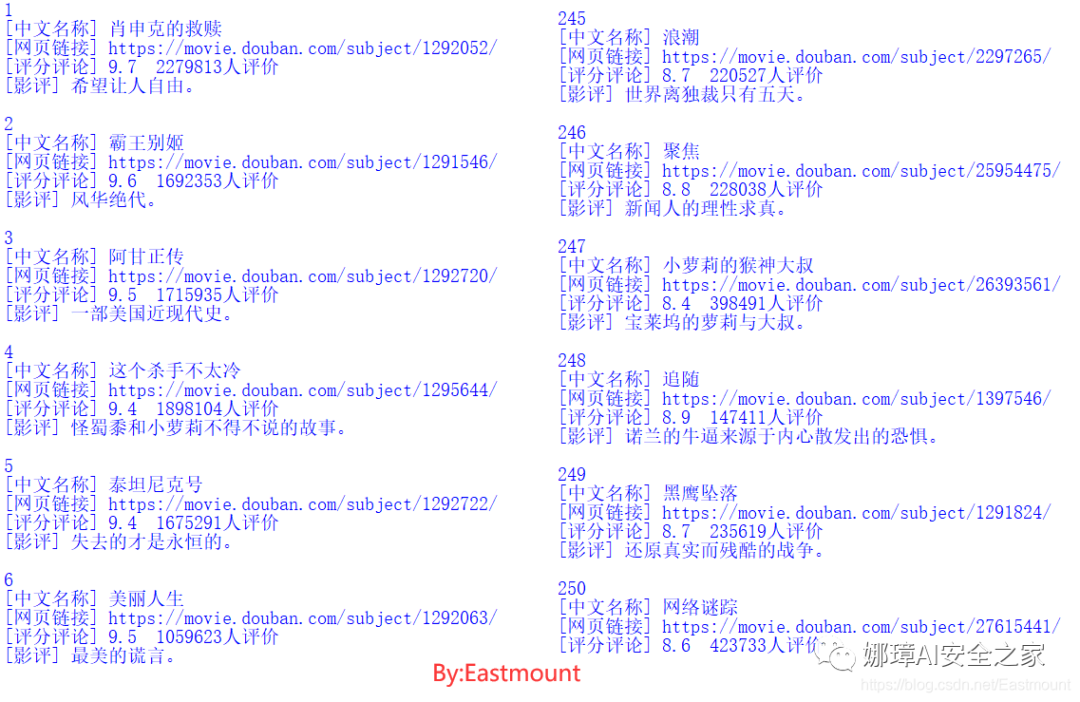 1
[中文名称] 肖申克的救赎
[网页链接] https://movie.douban.com/subject/1292052/
[评分评论] 9.7 2279813人评价
[影评] 希望让人自由。
2
[中文名称] 霸王别姬
[网页链接] https://movie.douban.com/subject/1291546/
[评分评论] 9.6 1692353人评价
[影评] 风华绝代。
3
[中文名称] 阿甘正传
[网页链接] https://movie.douban.com/subject/1292720/
[评分评论] 9.5 1715935人评价
[影评] 一部美国近现代史。
4
[中文名称] 这个杀手不太冷
[网页链接] https://movie.douban.com/subject/1295644/
[评分评论] 9.4 1898104人评价
[影评] 怪蜀黍和小萝莉不得不说的故事。
5
[中文名称] 泰坦尼克号
[网页链接] https://movie.douban.com/subject/1292722/
[评分评论] 9.4 1675291人评价
[影评] 失去的才是永恒的。
6
[中文名称] 美丽人生
[网页链接] https://movie.douban.com/subject/1292063/
[评分评论] 9.5 1059623人评价
[影评] 最美的谎言。
245
[中文名称] 浪潮
[网页链接] https://movie.douban.com/subject/2297265/
[评分评论] 8.7 220527人评价
[影评] 世界离独裁只有五天。
246
[中文名称] 聚焦
[网页链接] https://movie.douban.com/subject/25954475/
[评分评论] 8.8 228038人评价
[影评] 新闻人的理性求真。
247
[中文名称] 小萝莉的猴神大叔
[网页链接] https://movie.douban.com/subject/26393561/
[评分评论] 8.4 398491人评价
[影评] 宝莱坞的萝莉与大叔。
248
[中文名称] 追随
[网页链接] https://movie.douban.com/subject/1397546/
[评分评论] 8.9 147411人评价
[影评] 诺兰的牛逼来源于内心散发出的恐惧。
249
[中文名称] 黑鹰坠落
[网页链接] https://movie.douban.com/subject/1291824/
[评分评论] 8.7 235619人评价
[影评] 还原真实而残酷的战争。
250
[中文名称] 网络谜踪
[网页链接] https://movie.douban.com/subject/27615441/
[评分评论] 8.6 423733人评价
By:Eastmount
娜璋AI安全之家
https://blog.csdn.net/Eastmount